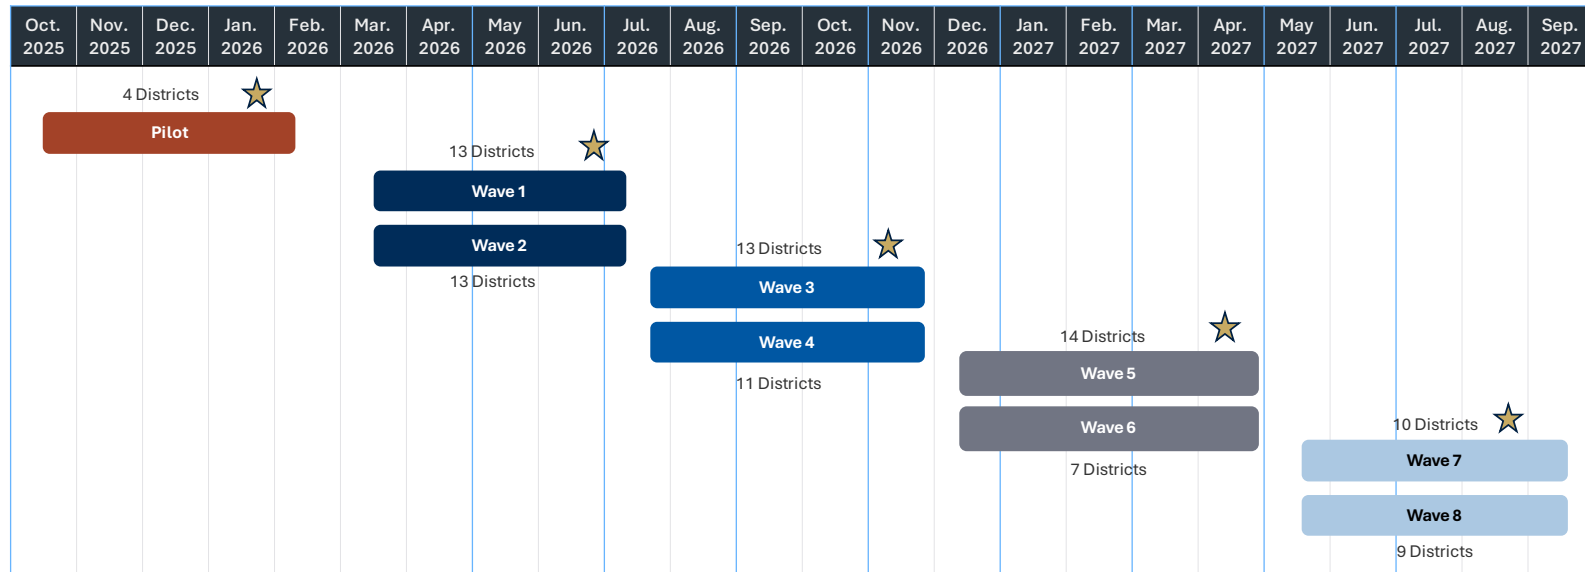 Oct. Nov. Dec. Jan. Feb. Mar. Apr. May Jun. Jul. Aug. Sep. Oct. Nov. Dec. Jan. Feb. Mar. Apr. May Jun. Jul. Aug. Sep.
2025 2025 2025 2026 2026 2026 2026 2026 2026 2026 2026 2026 2026 2026 2026 2027 2027 2027 2027 2027 2027 2027 2027 2027
4 Districts
Pilot
13 Districts
Wave 1
Wave 2
13 Districts
13 Districts
Wave 3
Wave 4
11 Districts
14 Districts
Wave 5
Wave 6
7 Districts
10 Districts
Wave 7
Wave 8
9 Districts